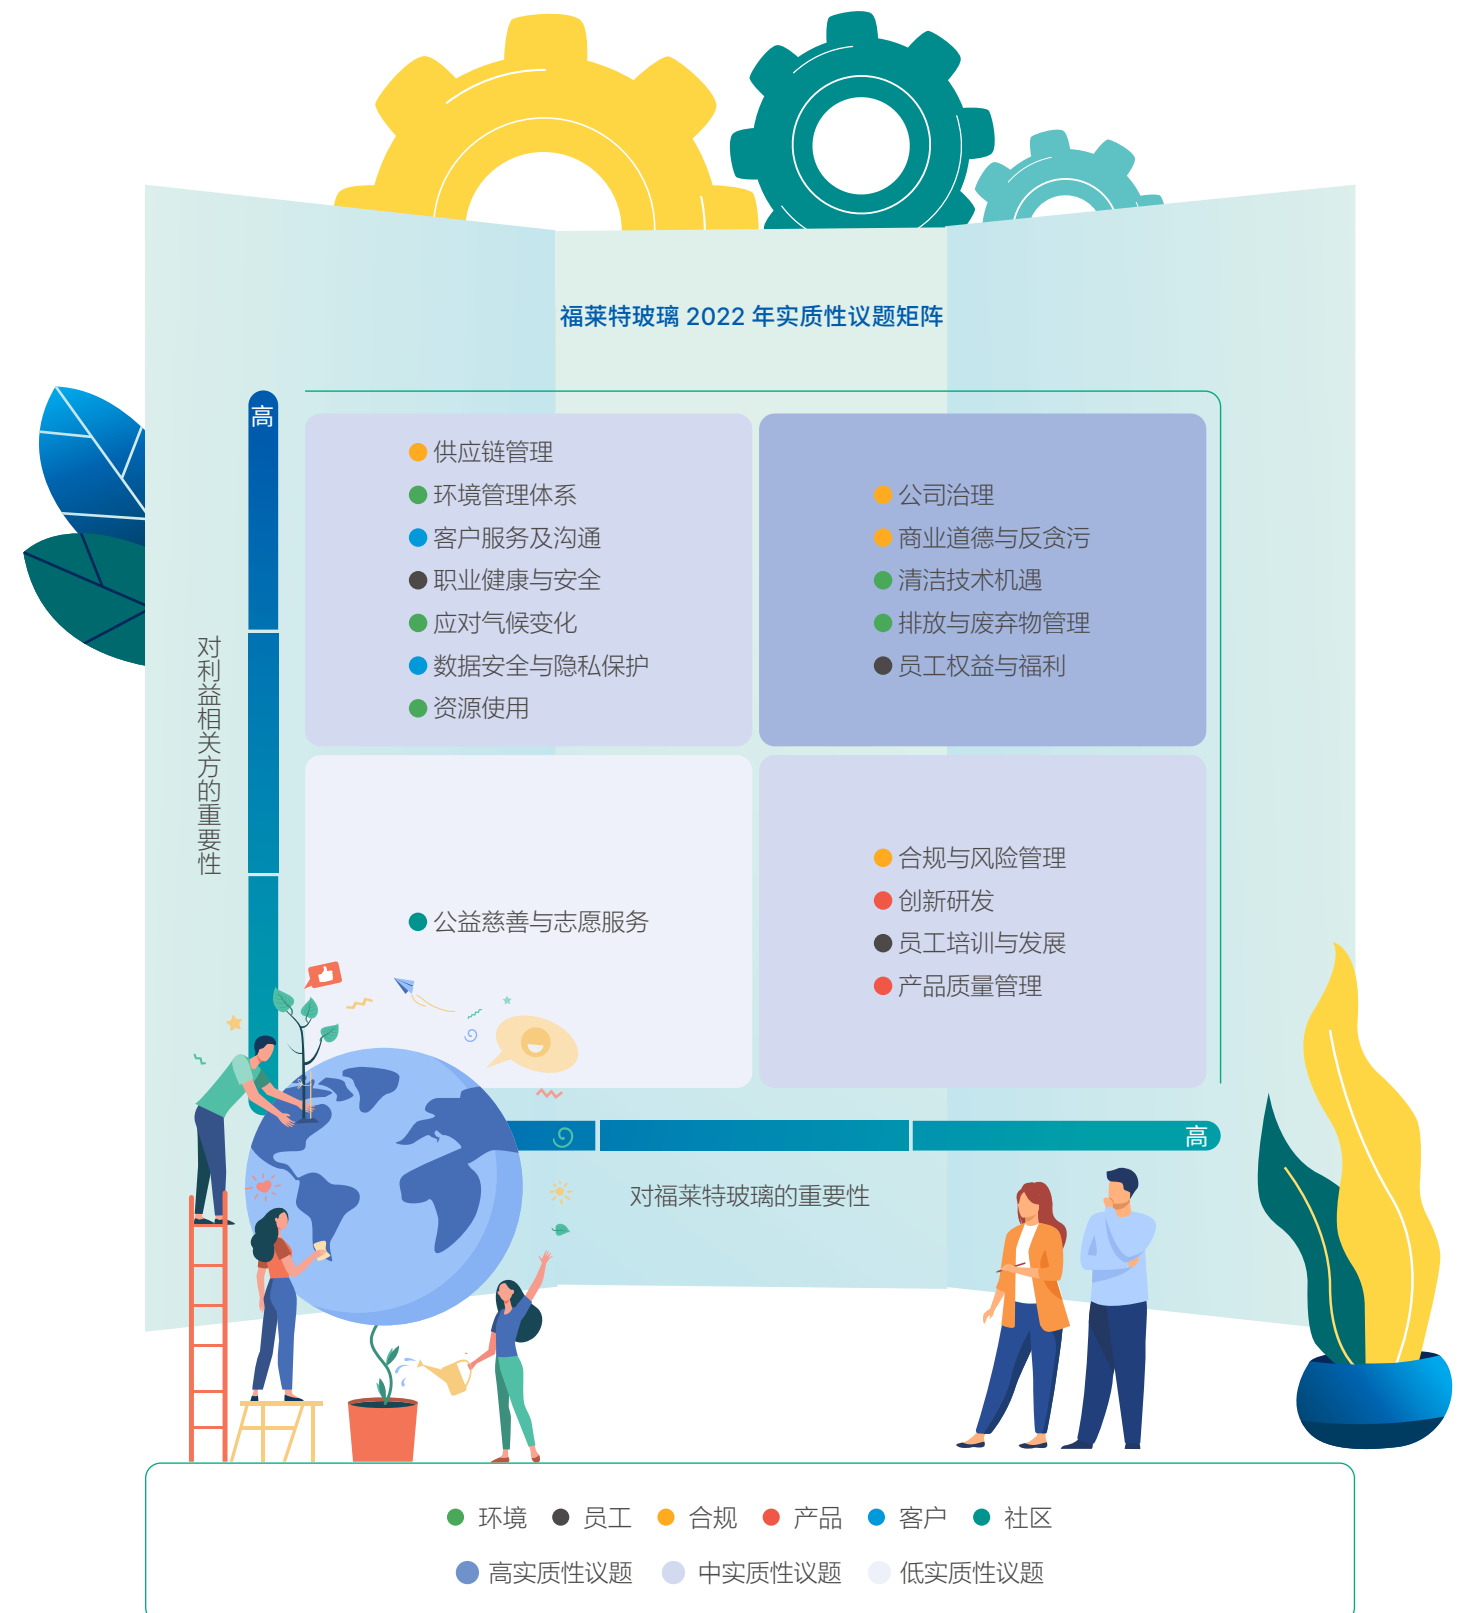 福莱特玻璃 2022 年实质性议题矩阵
高
对利益相关方的重要性
供应链管理
环境管理体系
客户服务及沟通
职业健康与安全
应对气候变化
数据安全与隐私保护
资源使用
公司治理
商业道德与反贪污
清洁技术机遇
排放与废弃物管理
员工权益与福利
公益慈善与志愿服务
合规与风险管理
创新研发
员工培训与发展
产品质量管理
高
对福莱特玻璃的重要性
环境 员工 合规 产品 客户 社区
高实质性议题 中实质性议题 低实质性议题